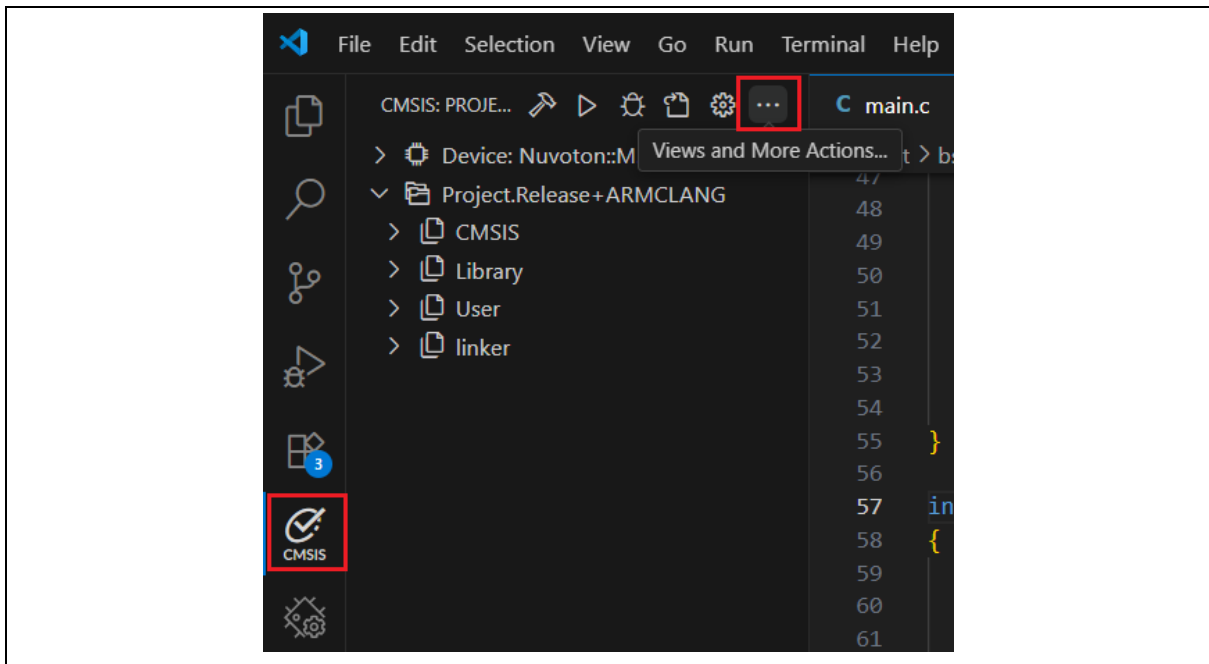 File Edit Selection View Go Run Terminal Help
CMSIS: PROJE... C main.c
Views and More Actions...
Device: Nuvoton::M t > b
47
Project.Release+ARMCLANG
48
CMSIS 49
Library 50
User 51
linker 52
53
54
55 }
3
56
57 in
CMSIS
58 {
59
60
61